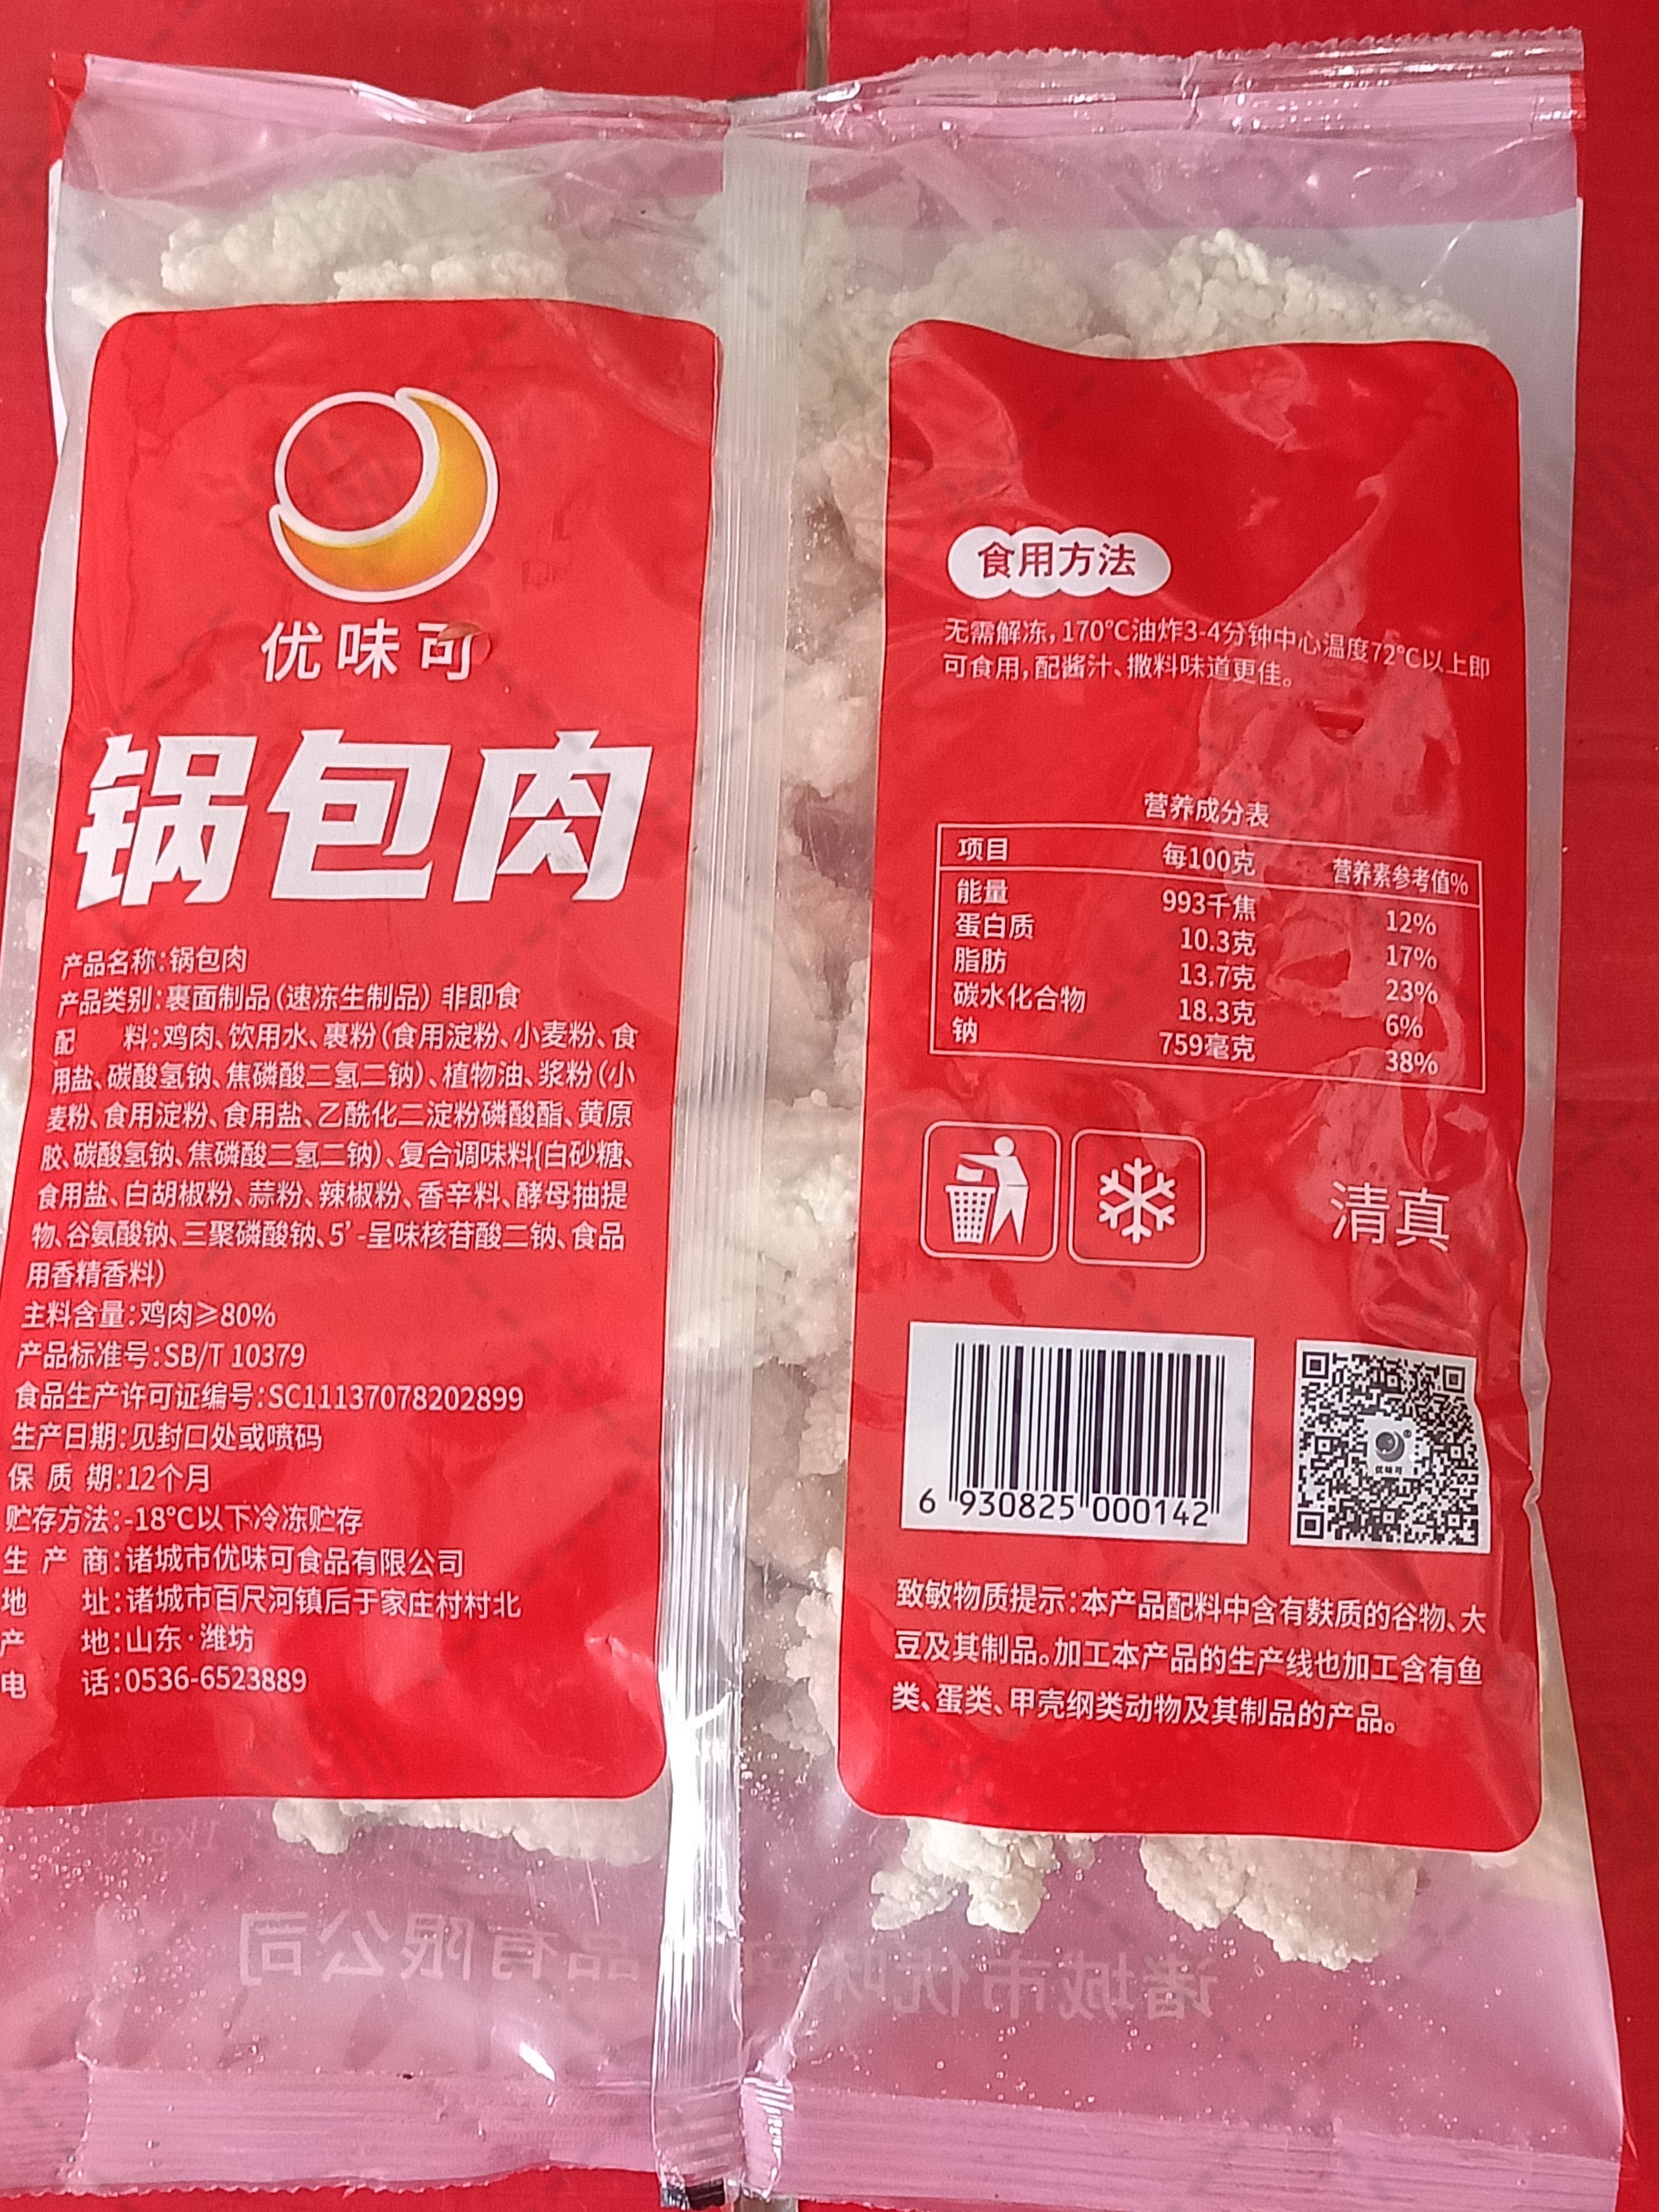 优味可
锅包肉
产品名称:锅包肉
产品类别:裹面制品(速冻生制品) 非即食
配 料:鸡肉、饮用水、裹粉(食用淀粉、小麦粉、食
用盐、碳酸氢钠、焦磷酸二氢二钠)、植物油、浆粉(小
麦粉、食用淀粉、食用盐、乙酰化二淀粉磷酸酯、黄原
胶、碳酸氢钠、焦磷酸二氢二钠)、复合调味料{白砂糖、
食用盐、白胡椒粉、蒜粉、辣椒粉、香辛料、酵母抽提
物、谷氨酸钠、三聚磷酸钠、5’-呈味核苷酸二钠、食品
用香精香料)
主料含量:鸡肉≥80%
产品标准号:SB/T 10379
食品生产许可证编号:SC11137078202899
生产日期:见封口处或喷码
保 质 期:12个月
贮存方法:-18℃以下冷冻贮存
生 产 商:诸城市优味可食品有限公司
地 址:诸城市百尺河镇后于家庄村村北
产 地:山东·潍坊
电 话:0536-6523889
食用方法
无需解冻,170℃油炸3-4分钟中心温度72℃以上即
可食用,配酱汁、撒料味道更佳。
营养成分表
项目 每100克 营养素参考值%
能量 993千焦 12%
蛋白质 10.3克 17%
脂肪 13.7克 23%
碳水化合物 18.3克 6%
钠 759毫克 38%
清真
6 930825 000142
优味可
致敏物质提示:本产品配料中含有麸质的谷物、大
豆及其制品。加工本产品的生产线也加工含有鱼
类、蛋类、甲壳纲类动物及其制品的产品。
诸城市优味 品有限公司